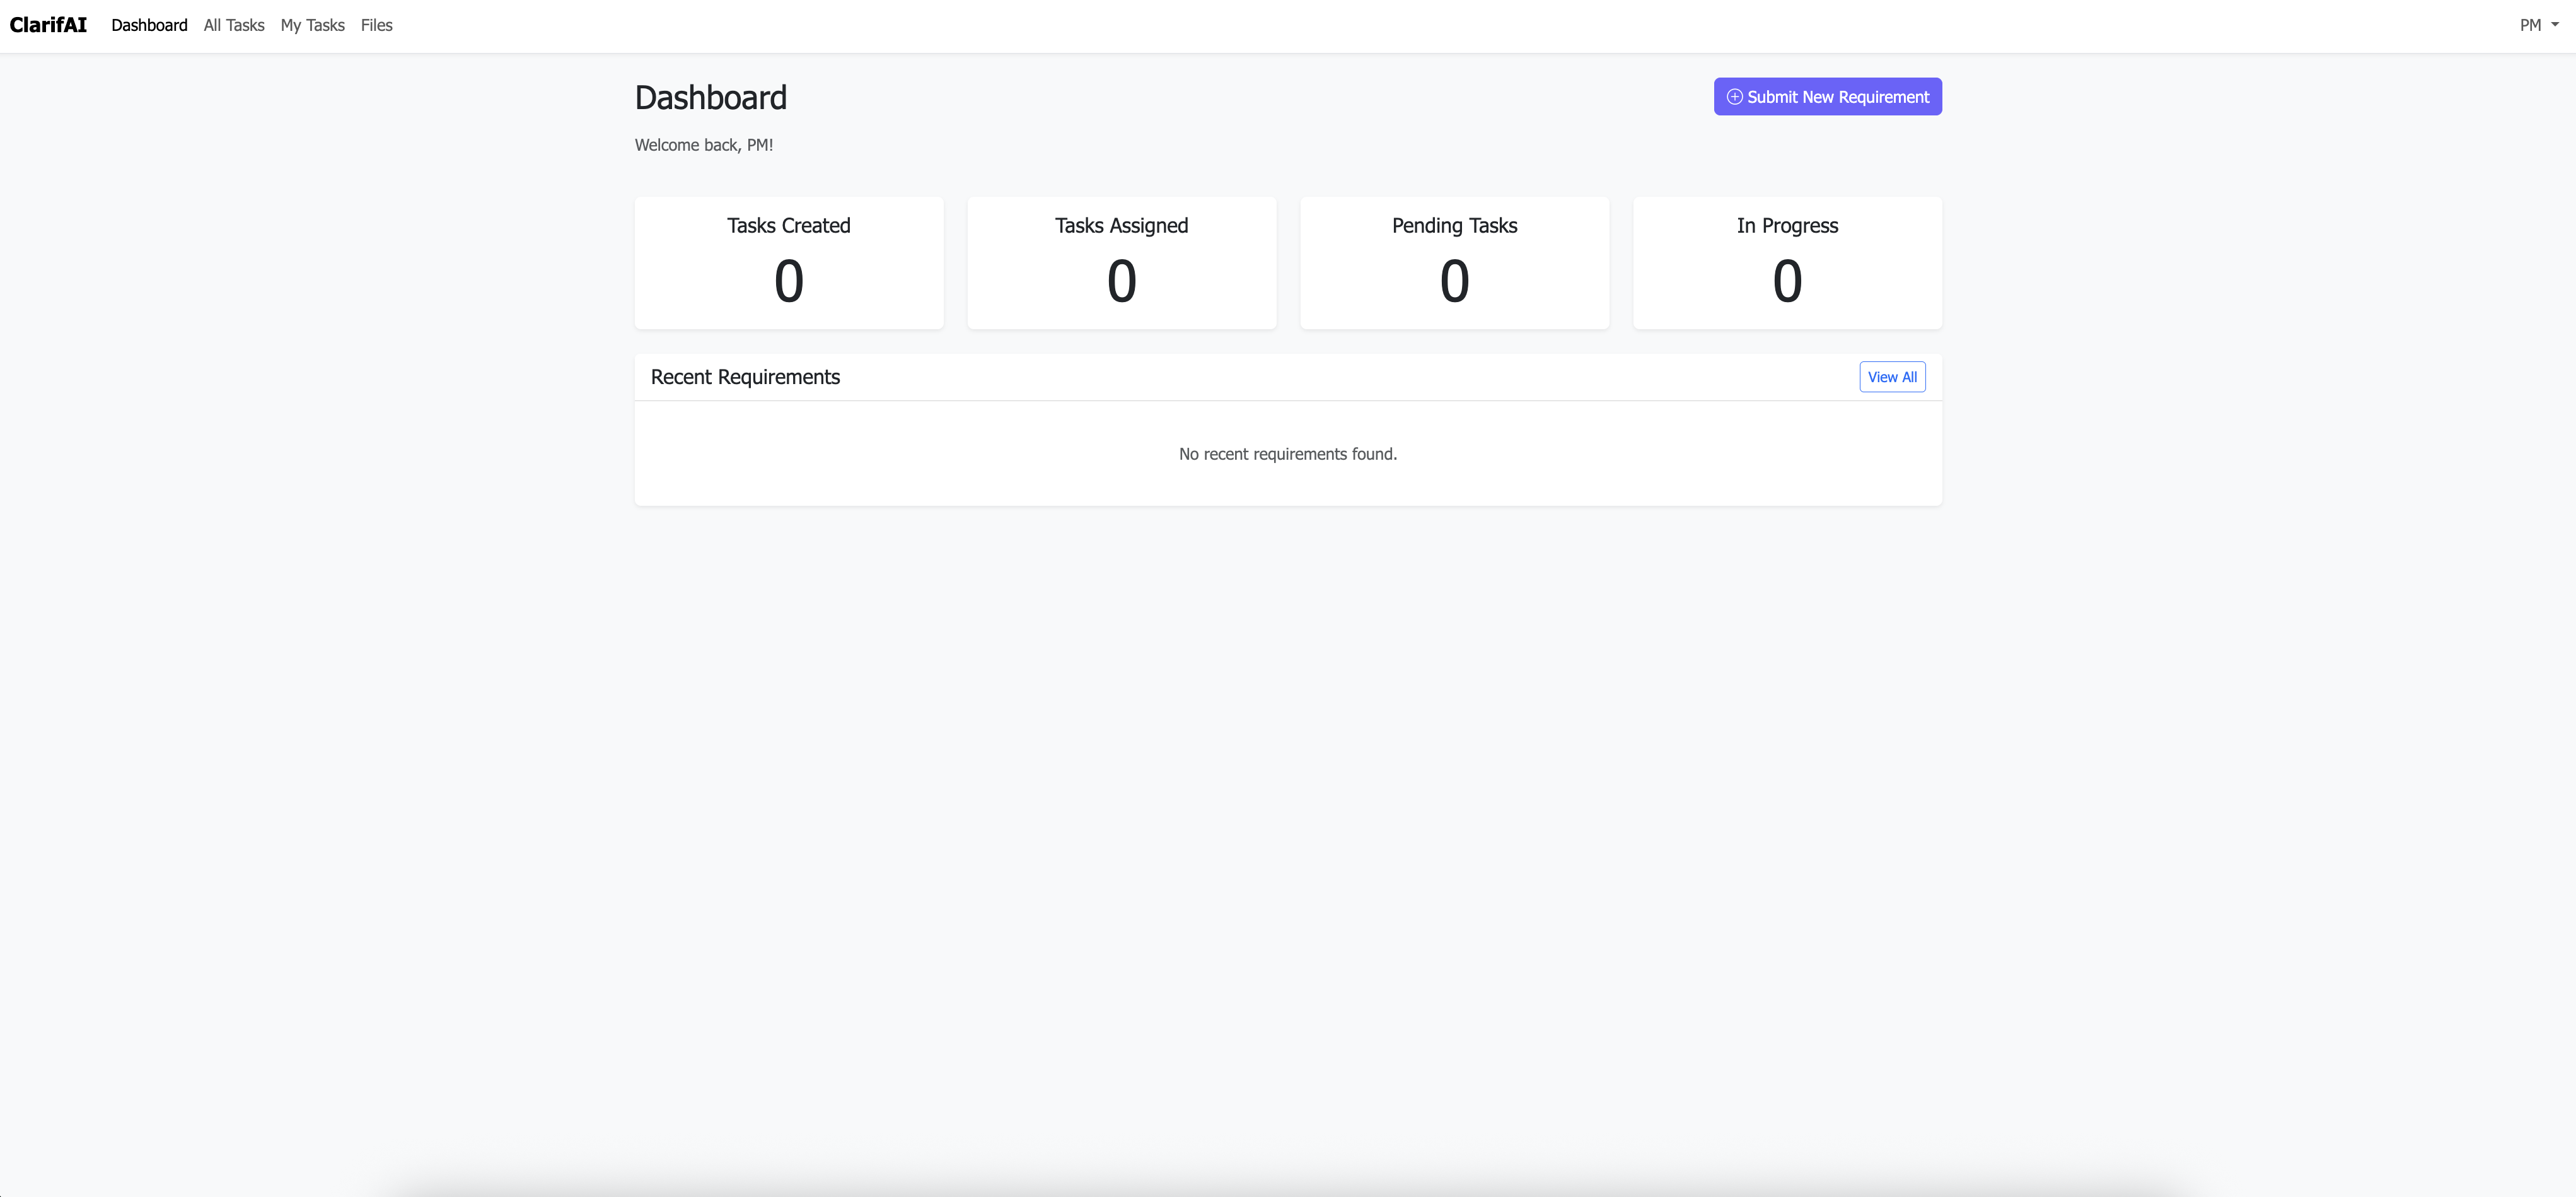 ClarifAI Dashboard All Tasks My Tasks Files PM
Dashboard
Submit New Requirement
Welcome back, PM!
Tasks Created
0
Tasks Assigned
0
Pending Tasks
0
In Progress
0
Recent Requirements
View All
No recent requirements found.